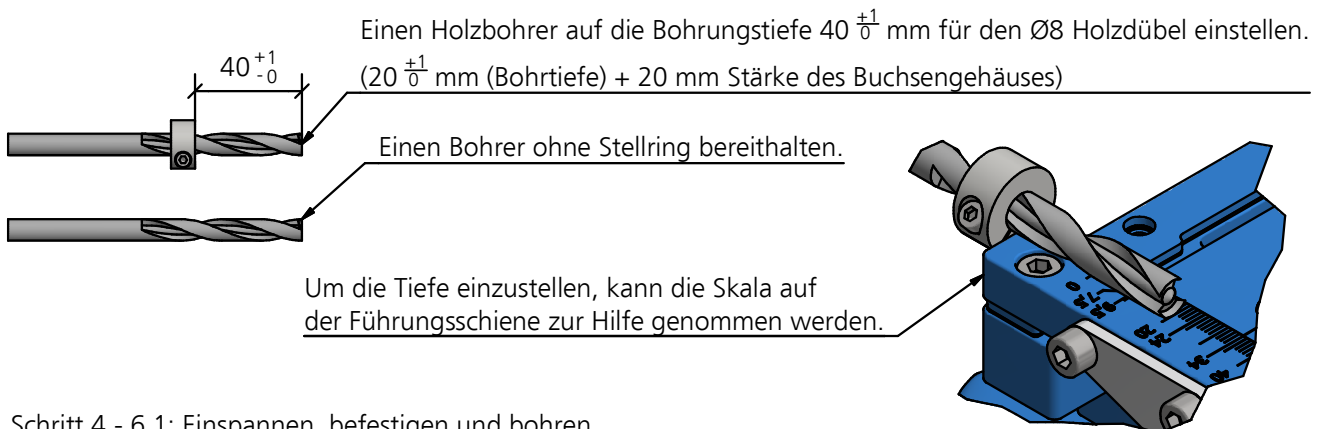 Einen Holzbohrer auf die Bohrungstiefe 40 +1 0 mm für den Ø8 Holzdübel einstellen.
(20 +1 0 mm (Bohrtiefe) + 20 mm Stärke des Buchsengehäuses)
40 +1 -0
Einen Bohrer ohne Stellring bereithalten.
Um die Tiefe einzustellen, kann die Skala auf
der Führungsschiene zur Hilfe genommen werden.
Schritt 4 - 6.1: Einspannen, befestigen und bohren